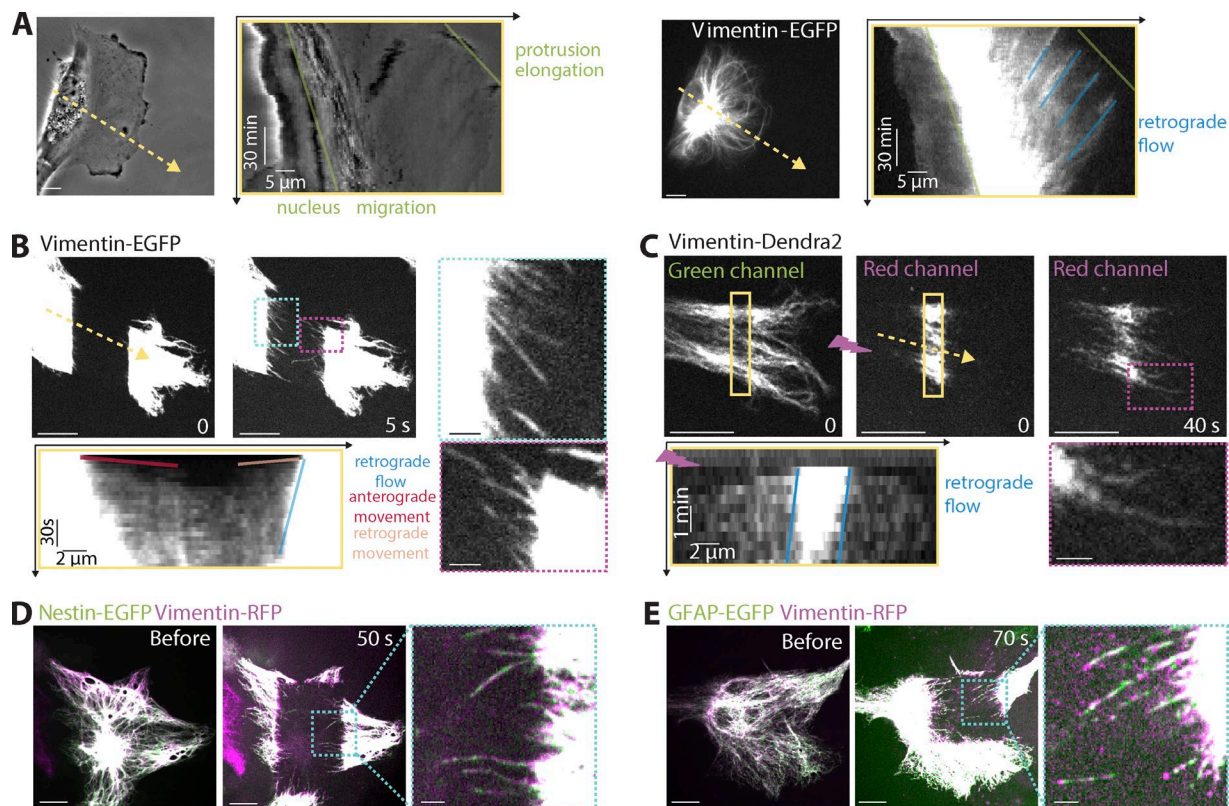 A
protrusion
elongation
30 min
5 µm
nucleus migration
Vimentin-EGFP
30 min
5 µm
retrograde
flow
B Vimentin-EGFP
0
5 s
30s
2 µm
retrograde
flow
anterograde
movement
retrograde
movement
C Vimentin-Dendra2
Green channel
0
Red channel
0
Red channel
40s
1 min
2 µm
retrograde
flow
D Nestin-EGFP Vimentin-RFP
Before
50 s
E GFAP-EGFP Vimentin-RFP
Before
70 s